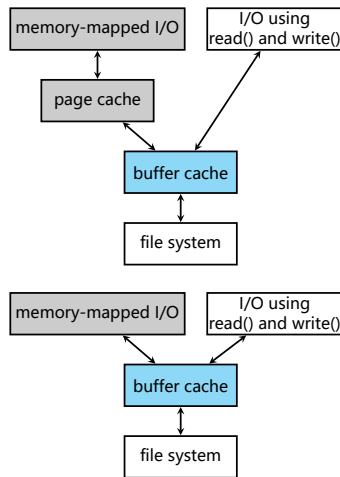 memory-mapped I/O
I/O using
read() and write()
page cache
buffer cache
file system
memory-mapped I/O
I/O using
read() and write()
buffer cache
file system